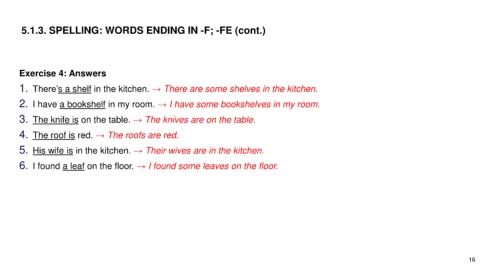 5.1.3. SPELLING: WORDS ENDING IN -F; -FE (cont.)
Exercise 4: Answers
1. There's a shelf in the kitchen. → There are some shelves in the kitchen.
2. I have a bookshelf in my room. → I have some bookshelves in my room.
3. The knife is on the table. → The knives are on the table.
4. The roof is red. → The roofs are red.
5. His wife is in the kitchen. → Their wives are in the kitchen.
6. I found a leaf on the floor. → I found some leaves on the floor.
16